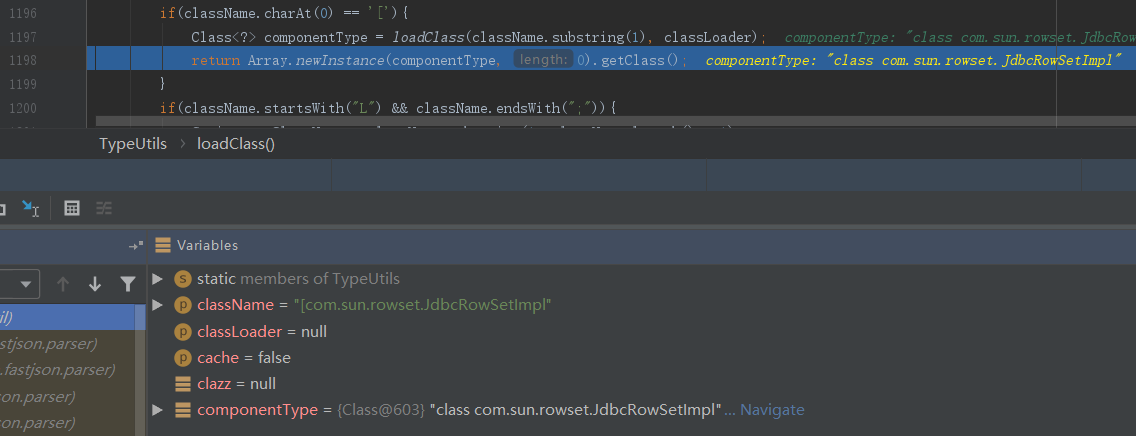 1196 if(className.charAt(0) == '['){
1197 Class<?> componentType = loadClass(className.substring(1), classLoader); componentType: "class com.sun.rowset.JdbcRow
1198 return Array.newInstance(componentType, length: 0).getClass(); componentType: "class com.sun.rowset.JdbcRowSetImpl"
1199 }
1200 if(className.startsWith("L") && className.endsWith(";")){
TypeUtils › loadClass()
Variables
static members of TypeUtils
className = "[com.sun.rowset.JdbcRowSetImpl"
il)
classLoader = null
stjson.parser)
cache = false
.fastjson.parser)
clazz = null
son.parser)
componentType = {Class@603} "class com.sun.rowset.JdbcRowSetImpl"... Navigate
son.parser)